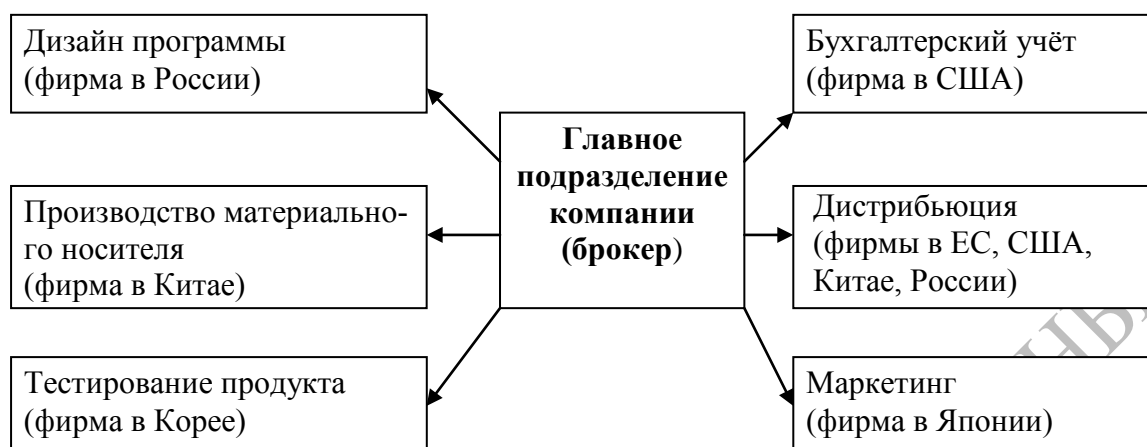 Дизайн программы
(фирма в России)
Бухгалтерский учёт
(фирма в США)
Главное
подразделение
компании
(брокер)
Производство материально-
го носителя
(фирма в Китае)
Дистрибьюция
(фирмы в ЕС, США,
Китае, России)
Тестирование продукта
(фирма в Корее)
Маркетинг
(фирма в Японии)